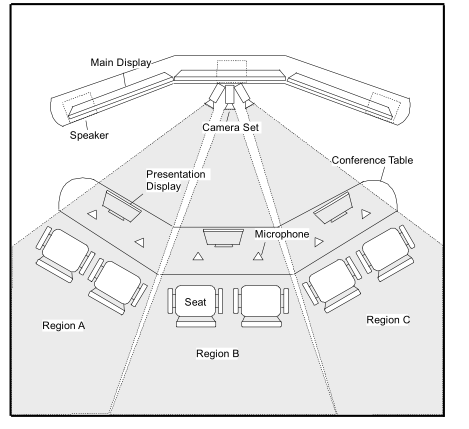 Main Display
Speaker
Camera Set
Conference Table
Presentation
Display
Microphone
Seat
Region A
Region B
Region C